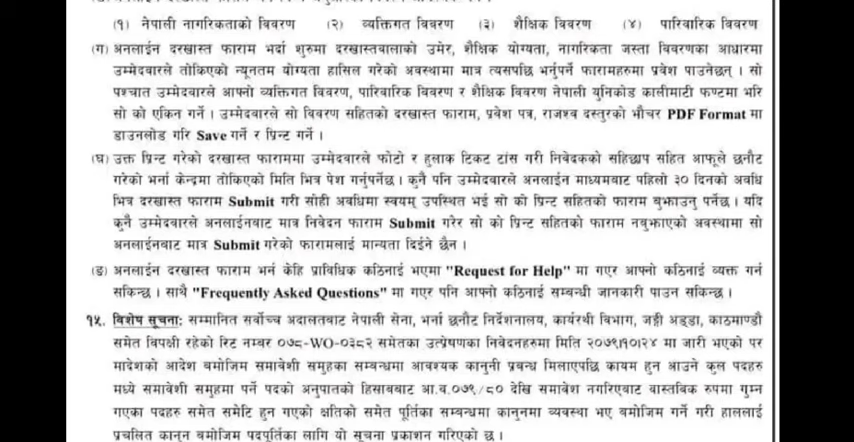 (१) नेपाली नागरिकताको विवरण (२) व्यक्तिगत विवरण (३) शैक्षिक विवरण (४) पारिवारिक विवरण
(ग) अनलाईन दरखास्त फाराम भर्दा शुरुमा दरखास्तवालाको उमेर, शैक्षिक योग्यता, नागरिकता जस्ता विवरणका आधारमा
उम्मेदवारले तोकिएको न्यूनतम योग्यता हासिल गरेको अवस्थामा मात्र त्यसपछि भर्नुपर्ने फारामहरुमा प्रवेश पाउनेछन् । सो
पश्चात उम्मेदवारले आफ्नो व्यक्तिगत विवरण, पारिवारिक विवरण र शैक्षिक विवरण नेपाली युनिकोड कालीमाटी फण्टमा भरि
सो को एकिन गर्ने । उम्मेदवारले सो विवरण सहितको दरखास्त फाराम, प्रवेश पत्र, राजश्व दस्तुरको भौचर PDF Format मा
डाउनलोड गरि Save गर्ने र प्रिन्ट गर्ने ।
(घ) उक्त प्रिन्ट गरेको दरखास्त फाराममा उम्मेदवारले फोटो र हुलाक टिकट टांस गरी निवेदकको सहिछाप सहित आफूले छनौट
गरेको भर्ना केन्द्रमा तोकिएको मिति भित्र पेश गर्नुपर्नेछ । कुनै पनि उम्मेदवारले अनलाईन माध्यमबाट पहिलो ३० दिनको अवधि
भित्र दरखास्त फाराम Submit गरी सोही अवधिमा स्वयम् उपस्थित भई सो को प्रिन्ट सहितको फाराम बुझाउनु पर्नेछ । यदि
कुनै उम्मेदवारले अनलाईनबाट मात्र निवेदन फाराम Submit गरेर सो को प्रिन्ट सहितको फाराम नबुझाएको अवस्थामा सो
अनलाईनबाट मात्र Submit गरेको फारामलाई मान्यता दिईने छैन ।
(ङ) अनलाईन दरखास्त फाराम भर्न केहि प्राविधिक कठिनाई भएमा "Request for Help" मा गएर आफ्नो कठिनाई व्यक्त गर्न
सकिन्छ । साथै "Frequently Asked Questions" मा गएर पनि आफ्नो कठिनाई सम्बन्धी जानकारी पाउन सकिन्छ ।
१५. विशेष सूचना: सम्मानित सर्वोच्च अदालतबाट नेपाली सेना, भर्ना छनौट निर्देशनालय, कार्यरथी विभाग, जङ्गी अड्डा, काठमाण्डौ
समेत विपक्षी रहेको रिट नम्बर ०७८-WO-०३८२ समेतका उत्प्रेषणका निवेदनहरुमा मिति २०७९।१०।२४ मा जारी भएको पर
मादेशको आदेश बमोजिम समावेशी समुहका सम्बन्धमा आवश्यक कानुनी प्रबन्ध मिलाएपछि कायम हुन आउने कुल पदहरु
मध्ये समावेशी समुहमा पर्ने पदको अनुपातको हिसाबबाट आ.व.०७९/८० देखि समावेश नगरिएबाट वास्तविक रुपमा गुम्न
गएका पदहरु समेत समेटि हुन गएको क्षतिको समेत पूर्तिका सम्बन्धमा कानुनमा व्यवस्था भए बमोजिम गर्ने गरी हाललाई
प्रचलित कानुन बमोजिम पदपूर्तिका लागि यो सूचना प्रकाशन गरिएको छ ।